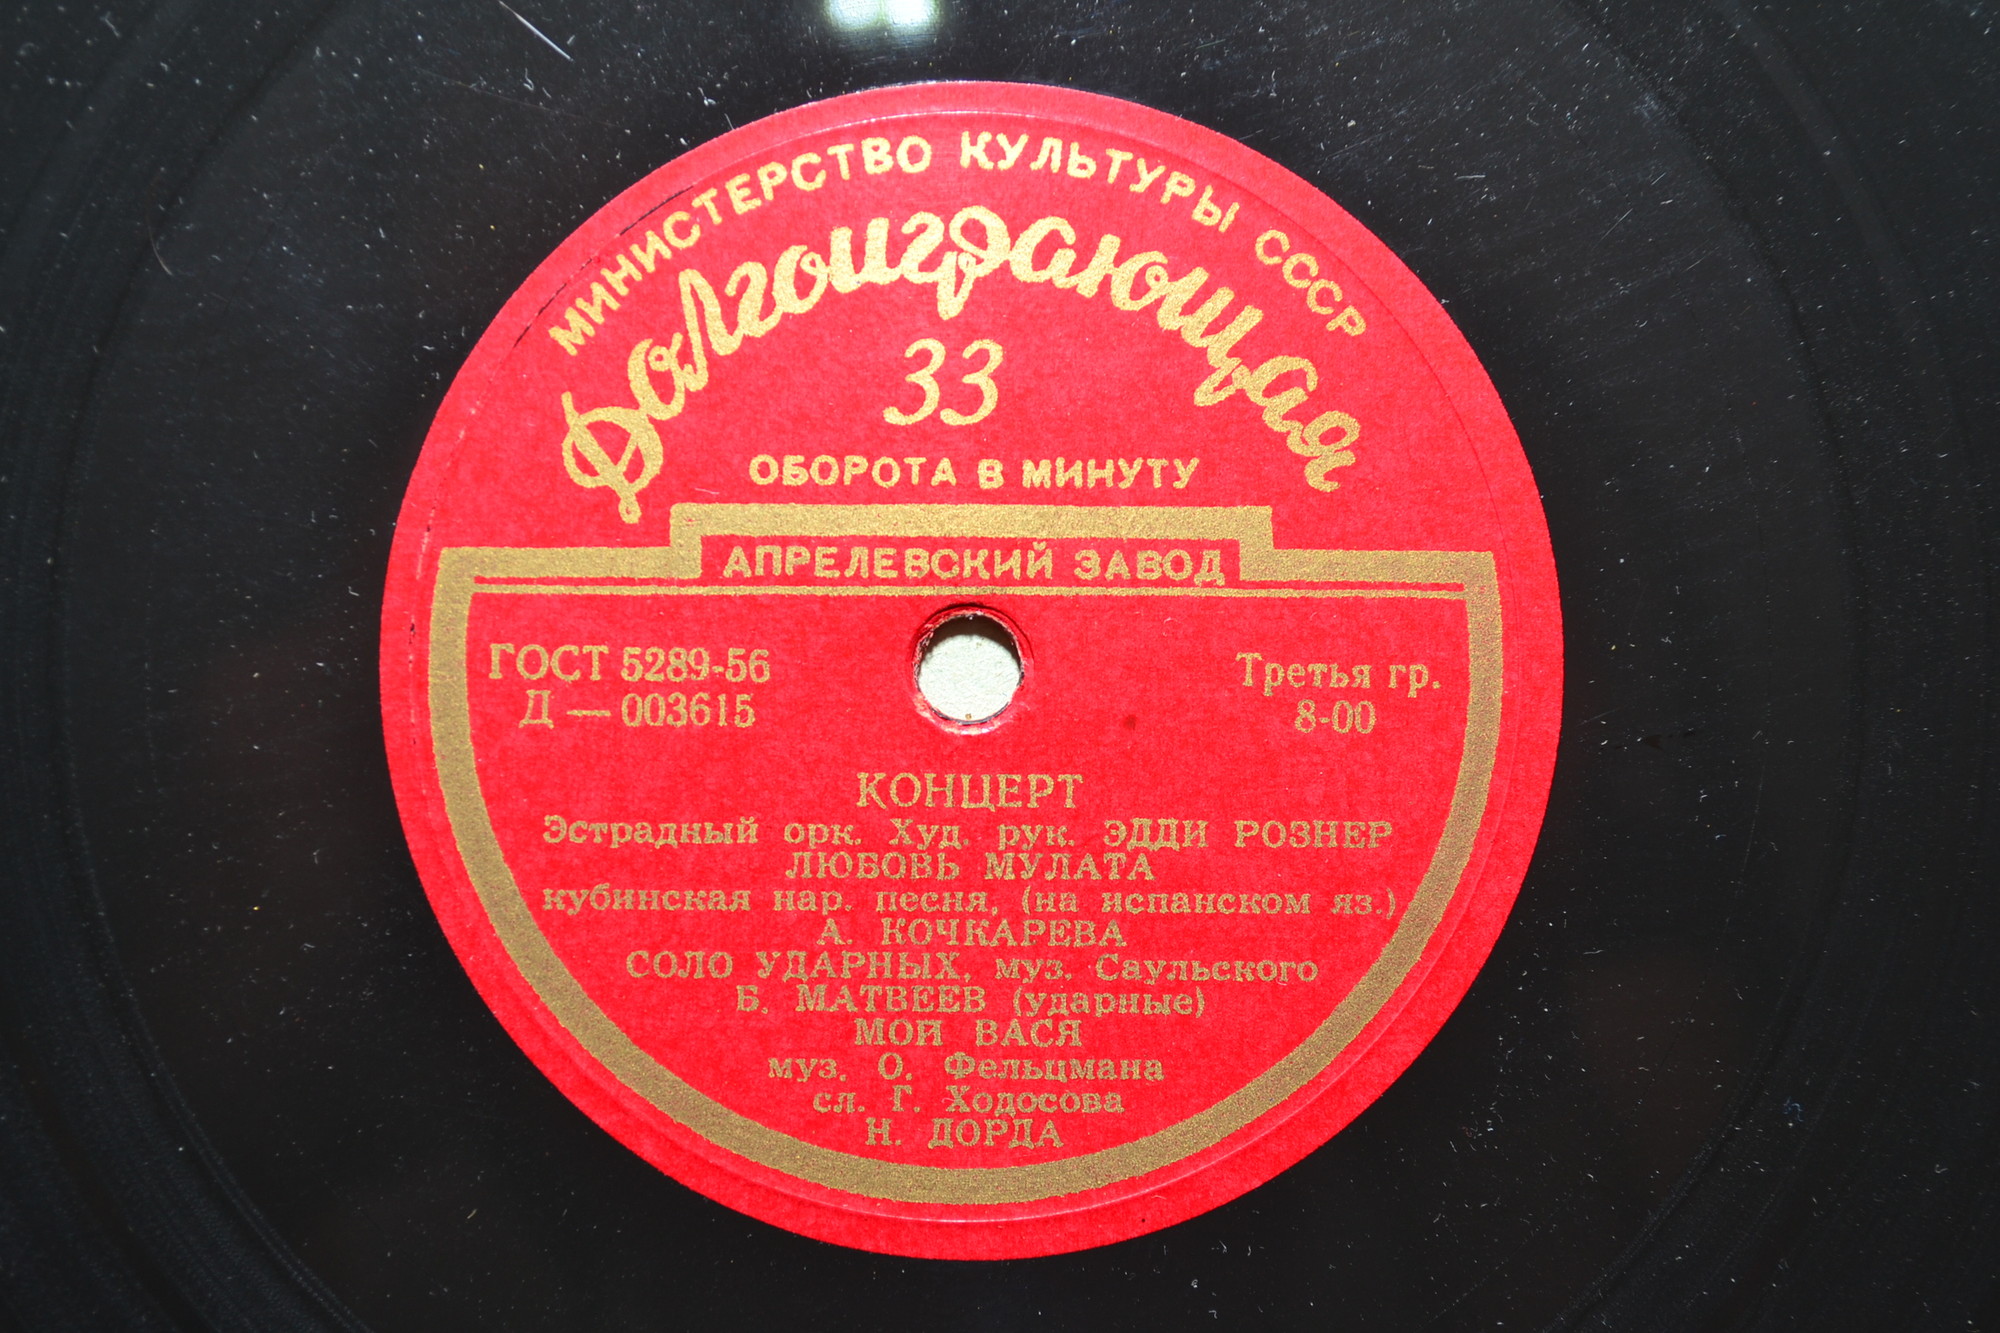 МИНИСТЕРСТВО КУЛЬТУРЫ СССР
Долгоиграющая
33
ОБОРОТА В МИНУТУ
АПРЕЛЕВСКИЙ ЗАВОД
ГОСТ 5289-56
Д — 003615
Третья гр.
8-00
КОНЦЕРТ
Эстрадный орк. Худ. рук. ЭДДИ РОЗНЕР
ЛЮБОВЬ МУЛАТА
кубинская нар. песня, (на испанском яз.)
А. КОЧКАРЕВА
СОЛО УДАРНЫХ, муз. Саульского
Б. МАТВЕЕВ (ударные)
МОЙ ВАСЯ
муз. О. Фельцмана
сл. Г. Ходосова
Н. ДОРДА